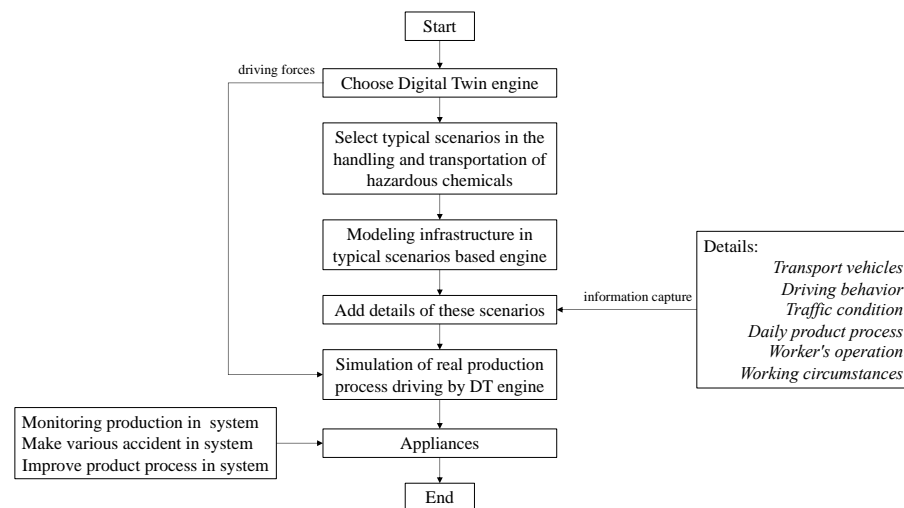 Start
driving forces
Choose Digital Twin engine
Select typical scenarios in the
handling and transportation of
hazardous chemicals
Modeling infrastructure in
typical scenarios based engine
Details:
Transport vehicles
Driving behavior
Traffic condition
Daily product process
Worker's operation
Working circumstances
information capture
Add details of these scenarios
Simulation of real production
process driving by DT engine
Monitoring production in system
Make various accident in system
Improve product process in system
Appliances
End